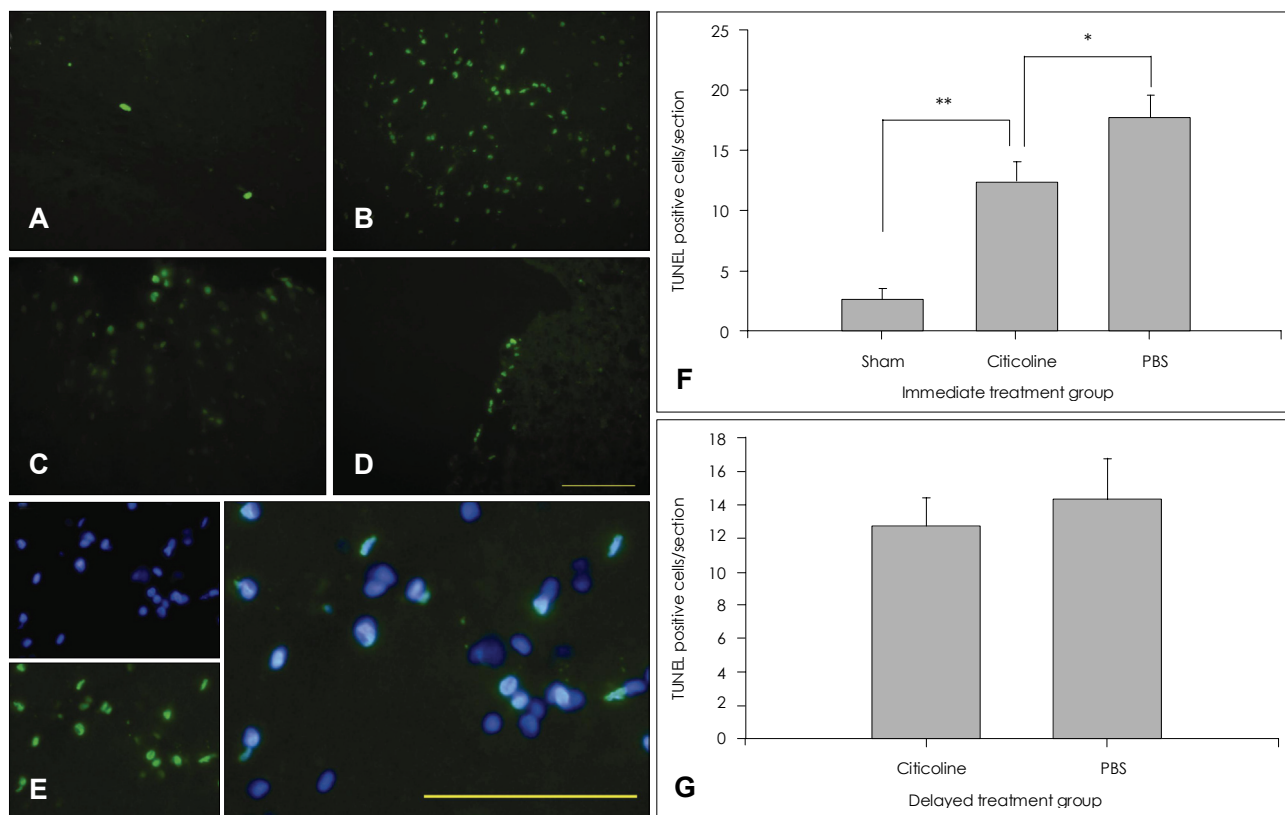 A
B
C
D
E
25
20
15
10
5
0
TUNEL positive cells/section
**
*
Sham Citicoline PBS
Immediate treatment group
F
18
16
14
12
10
8
6
4
2
0
TUNEL positive cells/section
Citicoline PBS
Delayed treatment group
G